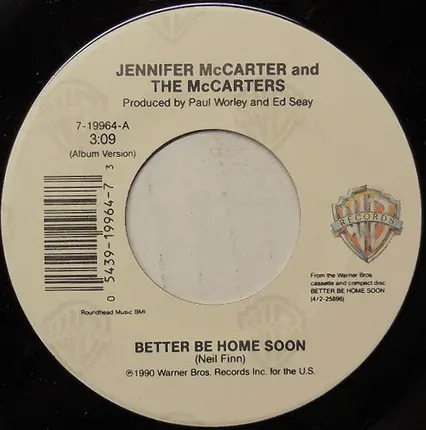 JENNIFER McCARTER and
THE McCARTERS
Produced by Paul Worley and Ed Seay
7-19964-A
3:09
(Album Version)
0 54391 9964-7 3
RECORDS
From the Warner Bros.
cassette and compact disc
BETTER BE HOME SOON
(4/2-25896)
Roundhead Music BMI
BETTER BE HOME SOON
(Neil Finn)
℗1990 Warner Bros. Records Inc. for the U.S.